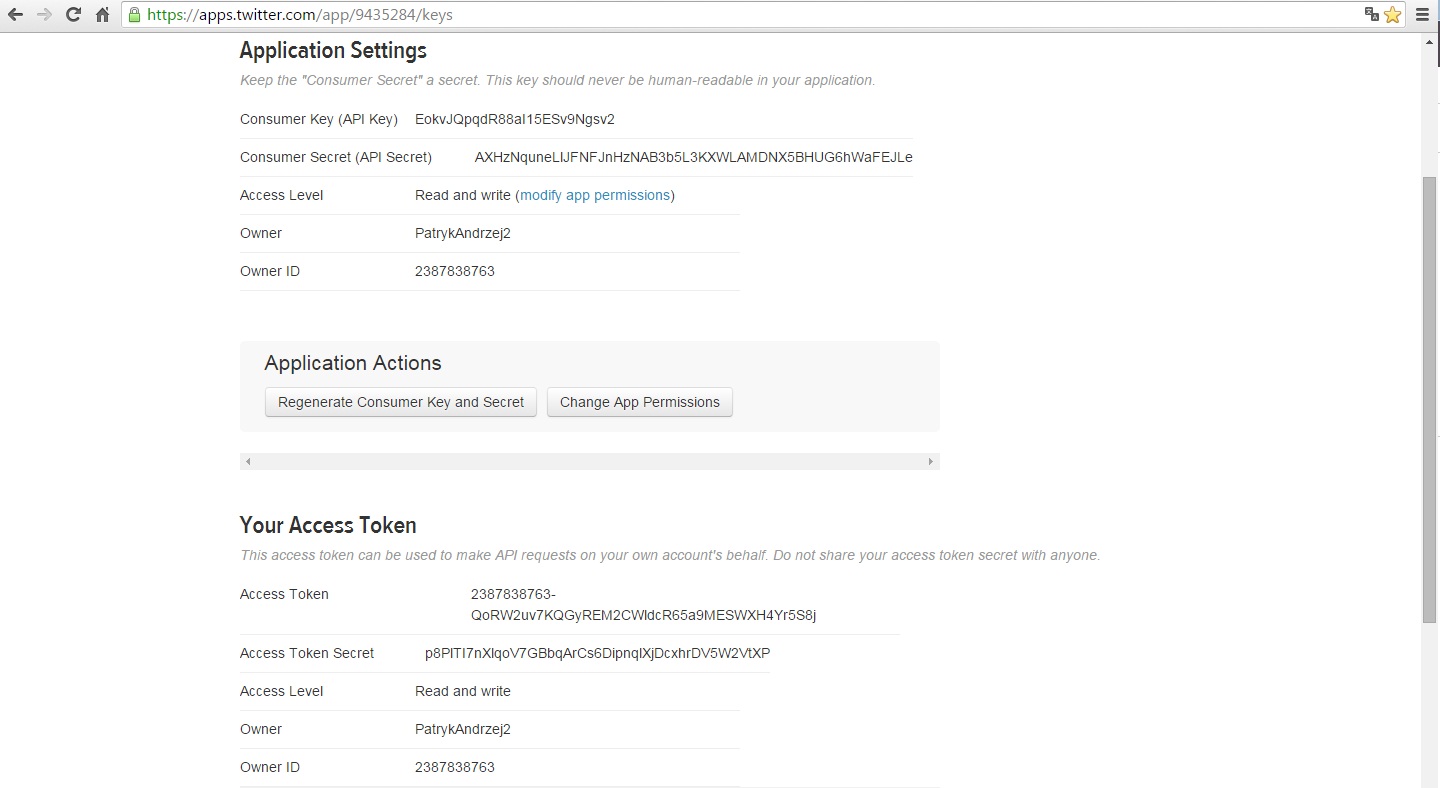 https://apps.twitter.com/app/9435284/keys
Application Settings
Keep the "Consumer Secret" a secret. This key should never be human-readable in your application.
Consumer Key (API Key)
Consumer Secret (API Secret)
Access Level Read and write (modify app permissions)
Owner PatrykAndrzej2
Owner ID 2387838763
Application Actions
Regenerate Consumer Key and Secret Change App Permissions
Your Access Token
This access token can be used to make API requests on your own account's behalf. Do not share your access token secret with anyone.
Access Token 2387838763-
Access Token Secret
Access Level Read and write
Owner PatrykAndrzej2
Owner ID 2387838763